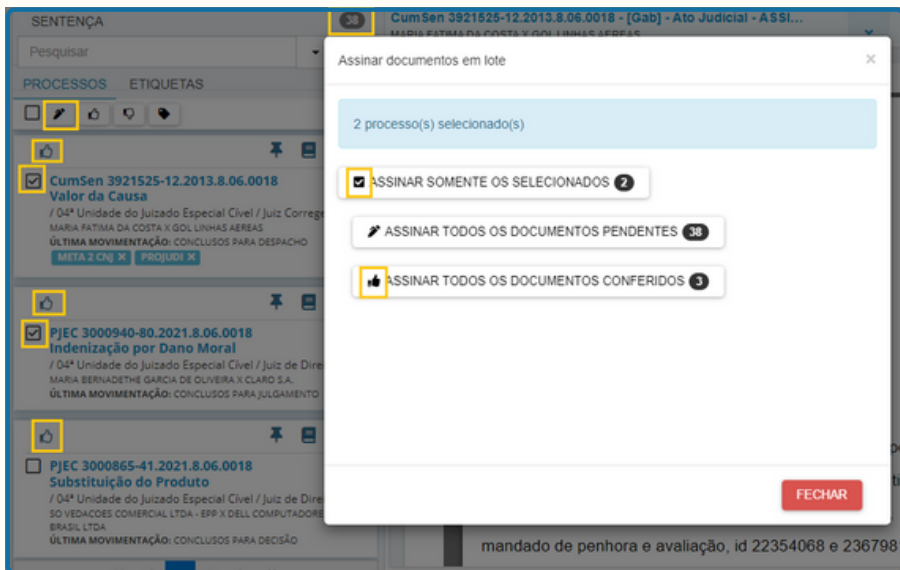 SENTENÇA
38
Pesquisar
PROCESSOS ETIQUETAS
CumSen 3921525-12.2013.8.06.0018
Valor da Causa
/ 04ª Unidade do Juizado Especial Cível / Juiz Correge
MARIA FATIMA DA COSTA X GOL LINHAS AEREAS
ÚLTIMA MOVIMENTAÇÃO: CONCLUSOS PARA DESPACHO
META 2 CNJ X PROJUDI X
PJEC 3000940-80.2021.8.06.0018
Indenização por Dano Moral
/ 04ª Unidade do Juizado Especial Cível / Juiz de Direi
MARIA BERNADETHE GARCIA DE OLIVEIRA X CLARO S.A.
ÚLTIMA MOVIMENTAÇÃO: CONCLUSOS PARA JULGAMENTO
PJEC 3000865-41.2021.8.06.0018
Substituição do Produto
/ 04ª Unidade do Juizado Especial Cível / Juiz de Dire
SO VEDACOES COMERCIAL LTDA - EPP X DELL COMPUTADORE
BRASIL LTDA
ÚLTIMA MOVIMENTAÇÃO: CONCLUSOS PARA DECISÃO
CumSen 3921525-12.2013.8.06.0018 - [Gab] - Ato Judicial - ASSI...
MARIA FATIMA DA COSTA X GOL LINHAS AEREAS
Assinar documentos em lote ×
2 processo(s) selecionado(s)
ASSINAR SOMENTE OS SELECIONADOS 2
ASSINAR TODOS OS DOCUMENTOS PENDENTES 38
ASSINAR TODOS OS DOCUMENTOS CONFERIDOS 3
FECHAR
mandado de penhora e avaliação, id 22354068 e 236798